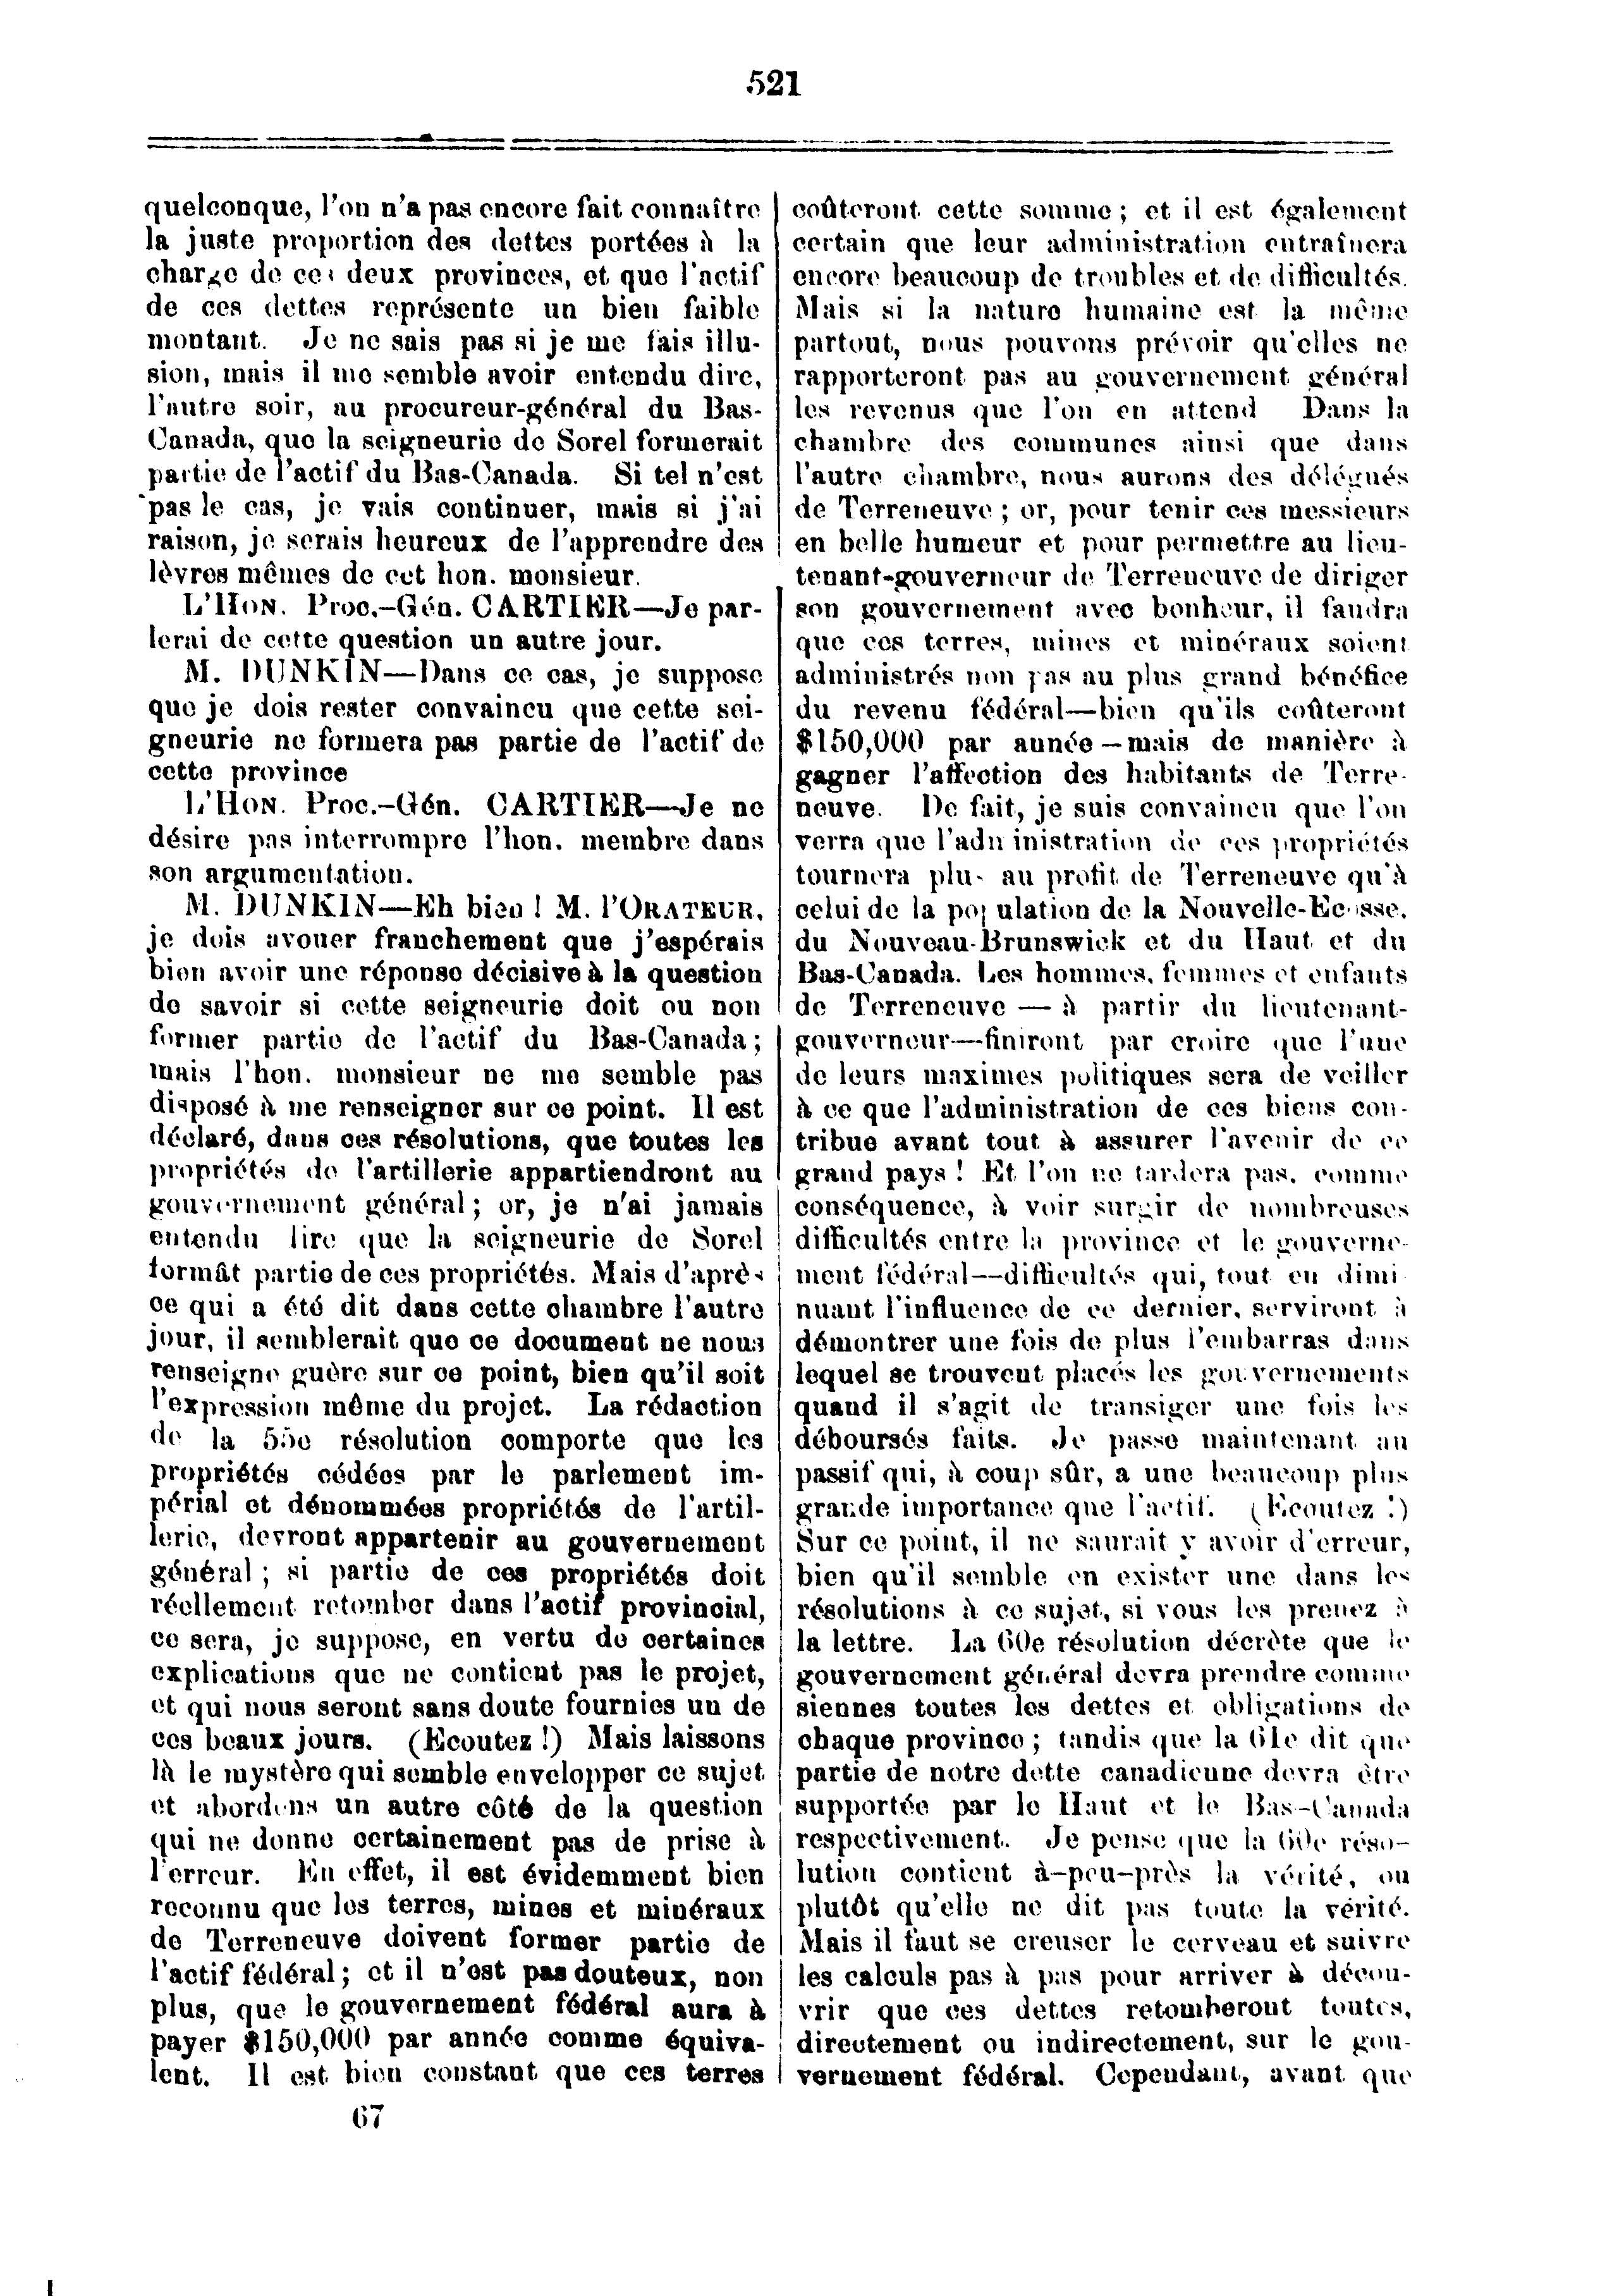 521
quelconque, l'on n'a pas encore fait connaître
la juste proportion des dettes portées à la
charge de ces deux provinces, et que l'actif
de ces dettes représente un bien faible
montant. Je ne sais pas si je me fais illu-
sion, mais il me semble avoir entendu dire,
l'autre soir, au procureur-général du Bas-
Canada, que la seigneurie de Sorel formerait
partie de l'actif du Bas-Canada. Si tel n'est
pas le cas, je vais continuer, mais si j'ai
raison, je serais heureux de l'apprendre des
lèvres mêmes de cet hon. monsieur.
L'HON. Proc.-Gén. CARTIER—Je par-
lerai de cette question un autre jour.
M. DUNKIN—Dans ce cas, je suppose
que je dois rester convaincu que cette sei-
gneurie ne formera pas partie de l'actif de
cette province
L'HON. Proc.-Gén. CARTIER—Je ne
désire pas interrompre l'hon. membre dans
son argumentation.
M. DUNKIN—Eh bien ! M. l'ORATEUR,
je dois avouer franchement que j'espérais
bien avoir une réponse décisive à la question
de savoir si cette seigneurie doit ou non
former partie de l'actif du Bas-Canada ;
mais l'hon. monsieur ne me semble pas
disposé à me renseigner sur ce point. Il est
déclaré, dans ces résolutions, que toutes les
propriétés de l'artillerie appartiendront au
gouvernement général ; or, je n'ai jamais
entendu lire que la seigneurie de Sorel
formât partie de ces propriétés. Mais d'après
ce qui a été dit dans cette chambre l'autre
jour, il semblerait que ce document ne nous
renseigne guère sur ce point, bien qu'il soit
l'expression même du projet. La rédaction
de la 55e résolution comporte que les
propriétés cédées par le parlement im-
périal et dénommées propriétés de l'artil-
lerie, devront appartenir au gouvernement
général ; si partie de ces propriétés doit
réellement retomber dans l'actif provincial,
ce sera, je suppose, en vertu de certaines
explications que ne contient pas le projet,
et qui nous seront sans doute fournies un de
ces beaux jours. (Ecoutez !) Mais laissons
là le mystère qui semble envelopper ce sujet
et abordons un autre côté de la question
qui ne donne certainement pas de prise à
l'erreur. En effet, il est évidemment bien
reconnu que les terres, mines et minéraux
de Terreneuve doivent former partie de
l'actif fédéral ; et il n'est pas douteux, non
plus, que le gouvernement fédéral aura à
payer $150,000 par année comme équiva-
lent. Il est bien constant que ces terres
67
coûteront cette somme ; et il est également
certain que leur administration entraînera
encore beaucoup de troubles et de difficultés.
Mais si la nature humaine est la même
partout, nous pouvons prévoir qu'elles ne
rapporteront pas au gouvernement général
les revenus que l'on en attend Dans la
chambre des communes ainsi que dans
l'autre chambre, nous aurons des délégués
de Terreneuve ; or, pour tenir ces messieurs
en belle humeur et pour permettre au lieu-
tenant-gouverneur de Terreneuve de diriger
son gouvernement avec bonheur, il faudra
que ces terres, mines et minéraux soient
administrés non pas au plus grand bénéfice
du revenu fédéral—bien qu'ils coûteront
$150,000 par année—mais de manière à
gagner l'affection des habitants de Terre-
neuve. De fait, je suis convaincu que l'on
verra que l'administration de ces propriétés
tournera plus au profit de Terreneuve qu'à
celui de la population de la Nouvelle-Ecosse,
du Nouveau-Brunswick et du Haut et du
Bas-Canada. Les hommes, femmes et enfants
de Terreneuve — à partir du lieutenant-
gouverneur—finiront par croire que l'une
de leurs maximes politiques sera de veiller
à ce que l'administration de ces biens con-
tribue avant tout à assurer l'avenir de ce
grand pays ! Et l'on ne tardera pas, comme
conséquence, à voir surgir de nombreuses
difficultés entre la province et le gouverne-
ment fédéral—difficultés qui, tout en dimi
nuant l'influence de ce dernier, serviront à
démontrer une fois de plus l'embarras dans
lequel se trouvent placés les gouvernements
quand il s'agit de transiger une fois les
déboursés faits. Je passe maintenant au
passif qui, à coup sûr, a une beaucoup plus
grande importance que l'actif. (Ecoutez !)
Sur ce point, il ne saurait y avoir d'erreur,
bien qu'il semble en exister une dans les
résolutions à ce sujet, si vous les prenez à
la lettre. La 60e résolution décrète que le
gouvernement général devra prendre comme
siennes toutes les dettes et obligations de
chaque province ; tandis que la 61e dit que
partie de notre dette canadienne devra être
supportée par le Haut et le Bas-Canada
respectivement. Je pense que la 60e réso-
lution contient à-peu-près la vérité, ou
plutôt qu'elle ne dit pas toute la vérité.
Mais il faut se creuser le cerveau et suivre
les calculs pas à pas pour arriver à décou-
vrir que ces dettes retomberont toutes,
directement ou indirectement, sur le gou-
vernement fédéral. Cependant, avant que